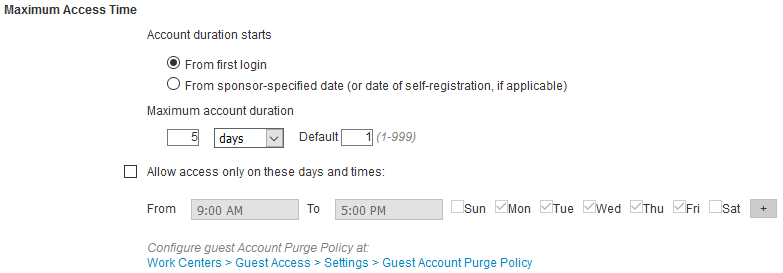 Maximum Access Time
Account duration starts
From first login
From sponsor-specified date (or date of self-registration, if applicable)
Maximum account duration
5 days Default 1 (1-999)
Allow access only on these days and times:
From 9:00 AM To 5:00 PM Sun Mon Tue Wed Thu Fri Sat +
Configure guest Account Purge Policy at:
Work Centers > Guest Access > Settings > Guest Account Purge Policy